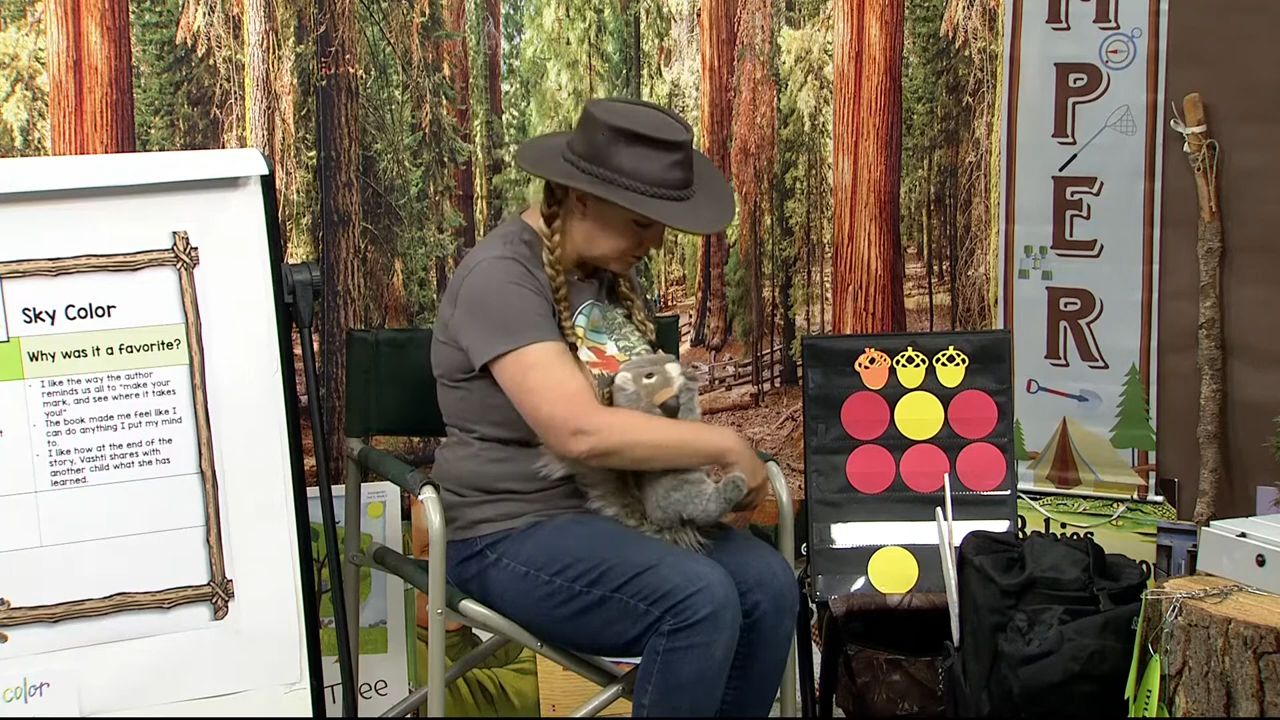 Sky Color
Why was it a favorite?
- I like the way the author
reminds us all to "make your
mark, and see where it takes
you!"
- The book made me feel like I
can do anything I put my mind
to.
- I like how at the end of the
story, Vashti shares with
another child what she has
learned.
color
Tree
M
P
E
R
Babies